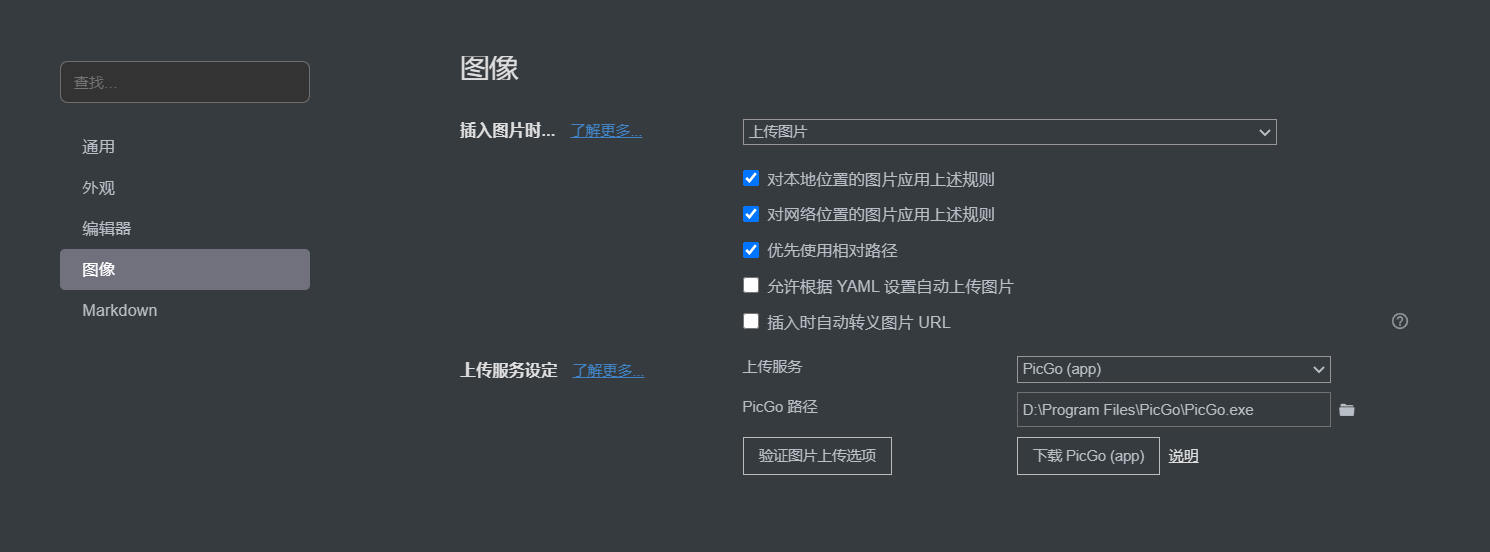 查找...
通用
外观
编辑器
图像
Markdown
图像
插入图片时... 了解更多... 上传图片
对本地位置的图片应用上述规则
对网络位置的图片应用上述规则
优先使用相对路径
允许根据 YAML 设置自动上传图片
插入时自动转义图片 URL
上传服务设定 了解更多... 上传服务 PicGo (app)
PicGo 路径 D:\Program Files\PicGo\PicGo.exe
验证图片上传选项 下载 PicGo (app) 说明